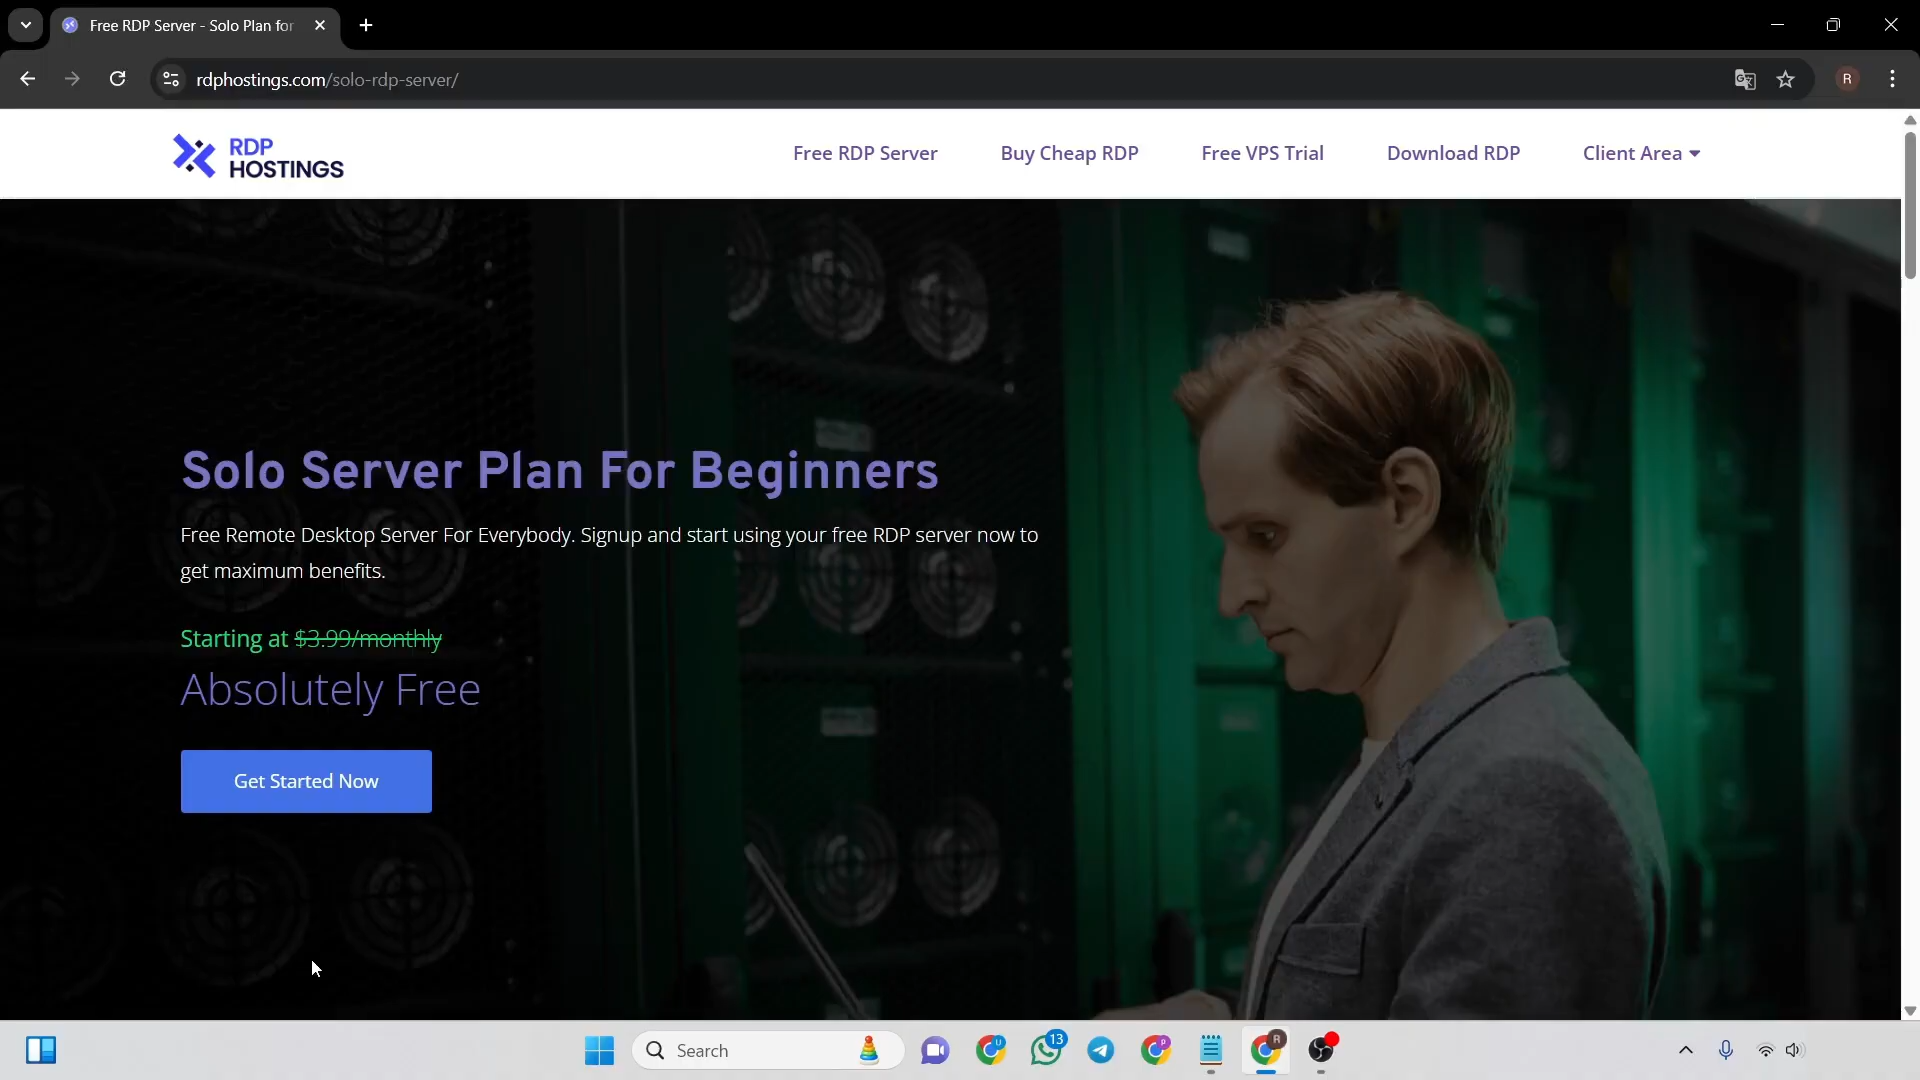 Free RDP Server - Solo Plan for
rdphostings.com/solo-rdp-server/
R
RDP
HOSTINGS
Free RDP Server
Buy Cheap RDP
Free VPS Trial
Download RDP
Client Area
Solo Server Plan For Beginners
Free Remote Desktop Server For Everybody. Signup and start using your free RDP server now to
get maximum benefits.
Starting at $3.99/monthly
Absolutely Free
Get Started Now
Search
U
13
P
R